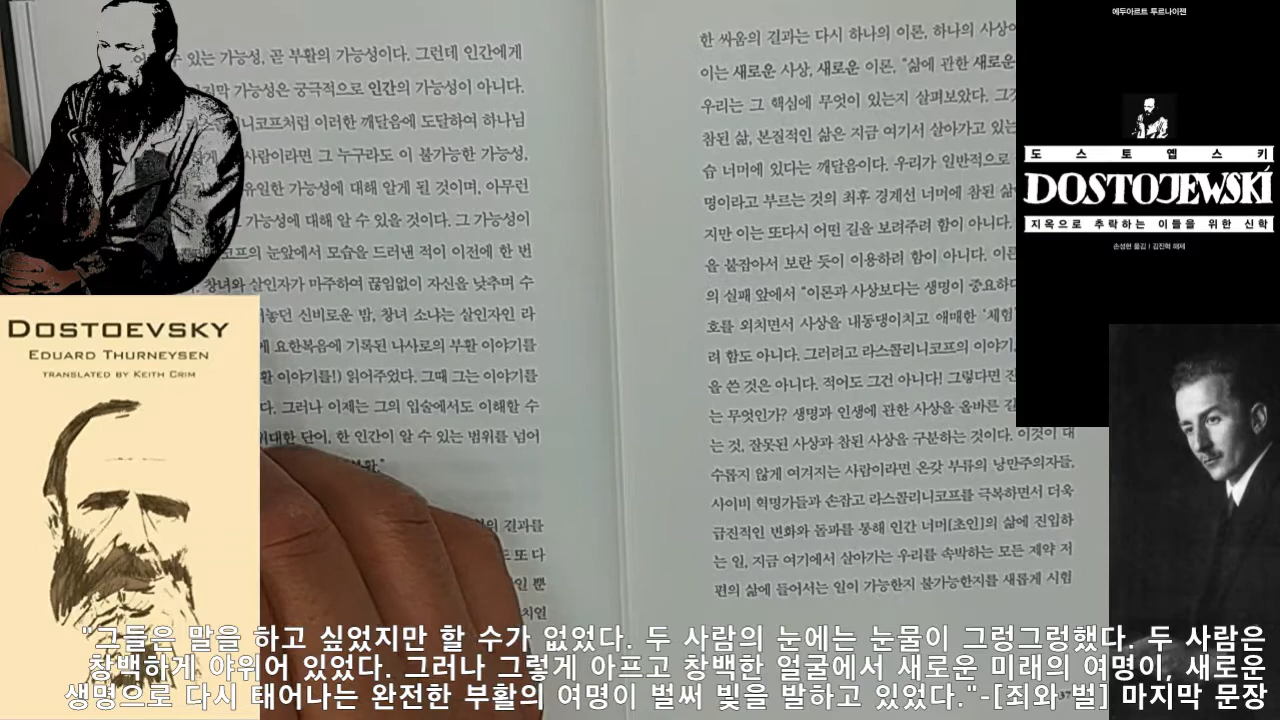 있는 가능성, 곧 부활의 가능성이다. 그런데 인간에게
가능성은 궁극적으로 인간의 가능성이 아니다.
이러한 깨달음에 도달하여 하나님
사람이라면 그 누구라도 이 불가능한 가능성,
유일한 가능성에 대해 알게 된 것이며, 아무런
가능성에 대해 알 수 있을 것이다. 그 가능성이
눈앞에서 모습을 드러낸 적이 이전에 한 번
창녀와 살인자가 마주하여 끊임없이 자신을 낮추며 수
신비로운 밤, 창녀 소냐는 살인자인 라
요한복음에 기록된 나사로의 부활 이야기를
이야기를!) 읽어주었다. 그때 그는 이야기를
그러나 이제는 그의 입술에서도 이해할 수
위대한 단어, 한 인간이 알 수 있는 범위를 넘어
결과를
또 다
뿐
한 싸움의 결과는 다시 하나의 이론, 하나의
이는 새로운 사상, 새로운 이론, "삶에 관한 새로운
우리는 그 핵심에 무엇이 있는지 살펴보았다.
참된 삶, 본질적인 삶은 지금 여기서 살아가고 있는
습 너머에 있다는 깨달음이다. 우리가 일반적으로
명이라고 부르는 것의 최후 경계선 너머에 참된
지만 이는 또다시 어떤 길을 보려주려 함이 아니다.
을 붙잡아서 보란 듯이 이용하려 함이 아니다.
의 실패 앞에서 "이론과 사상보다는 생명이
호를 외치면서 사상을 내동댕이치고 애매한
려 함도 아니다. 그러려고 라스콜리니코프의 이야기,
을 쓴 것은 아니다. 적어도 그건 아니다! 그렇다면
는 무엇인가? 생명과 인생에 관한 사상을 올바른
는 것, 잘못된 사상과 참된 사상을 구분하는 것이다. 이것이 대
수롭지 않게 여겨지는 사람이라면 온갖 부류의 낭만주의자들,
사이비 혁명가들과 손잡고 라스콜리니코프를 극복하면서 더욱
급진적인 변화와 돌파를 통해 인간 너머[초인]의 삶에 진입하
는 일, 지금 여기에서 살아가는 우리를 속박하는 모든 제약 저
편의 삶에 들어서는 일이 가능한지 불가능한지를 새롭게 시험
에두아르트 투르나이젠
도스토옙스키
DOSTOJEWSKI
지옥으로 추락하는 이들을 위한 신학
손성현 옮김 | 김진혁 해제
DOSTOEVSKY
EDUARD THURNEYSEN
TRANSLATED BY KEITH CRIM
"그들은 말을 하고 싶었지만 할 수가 없었다. 두 사람의 눈에는 눈물이 그렁그렁했다. 두 사람은
창백하게 야위어 있었다. 그러나 그렇게 아프고 창백한 얼굴에서 새로운 미래의 여명이, 새로운
생명으로 다시 태어나는 완전한 부활의 여명이 벌써 빛을 발하고 있었다."-[죄와 벌] 마지막 문장